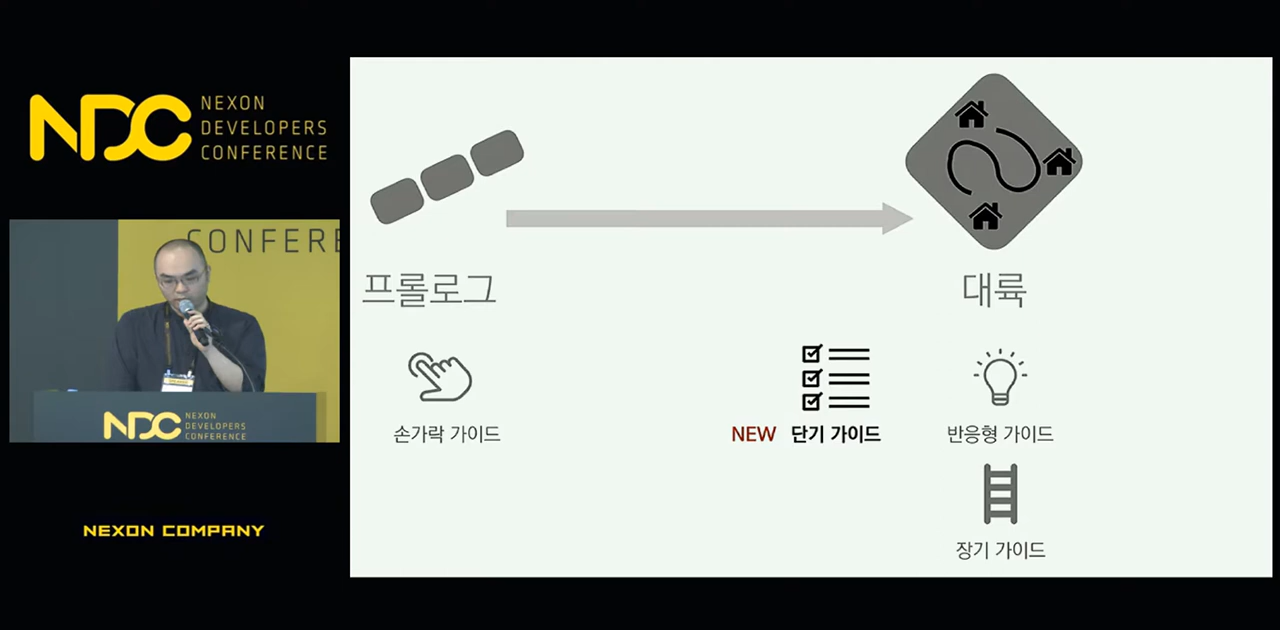 NDC
NEXON
DEVELOPERS
CONFERENCE
CONFERE
NDC
NEXON
DEVELOPERS
CONFERENCE
NEXON COMPANY
프롤로그
대륙
손가락 가이드
NEW 단기 가이드
반응형 가이드
장기 가이드